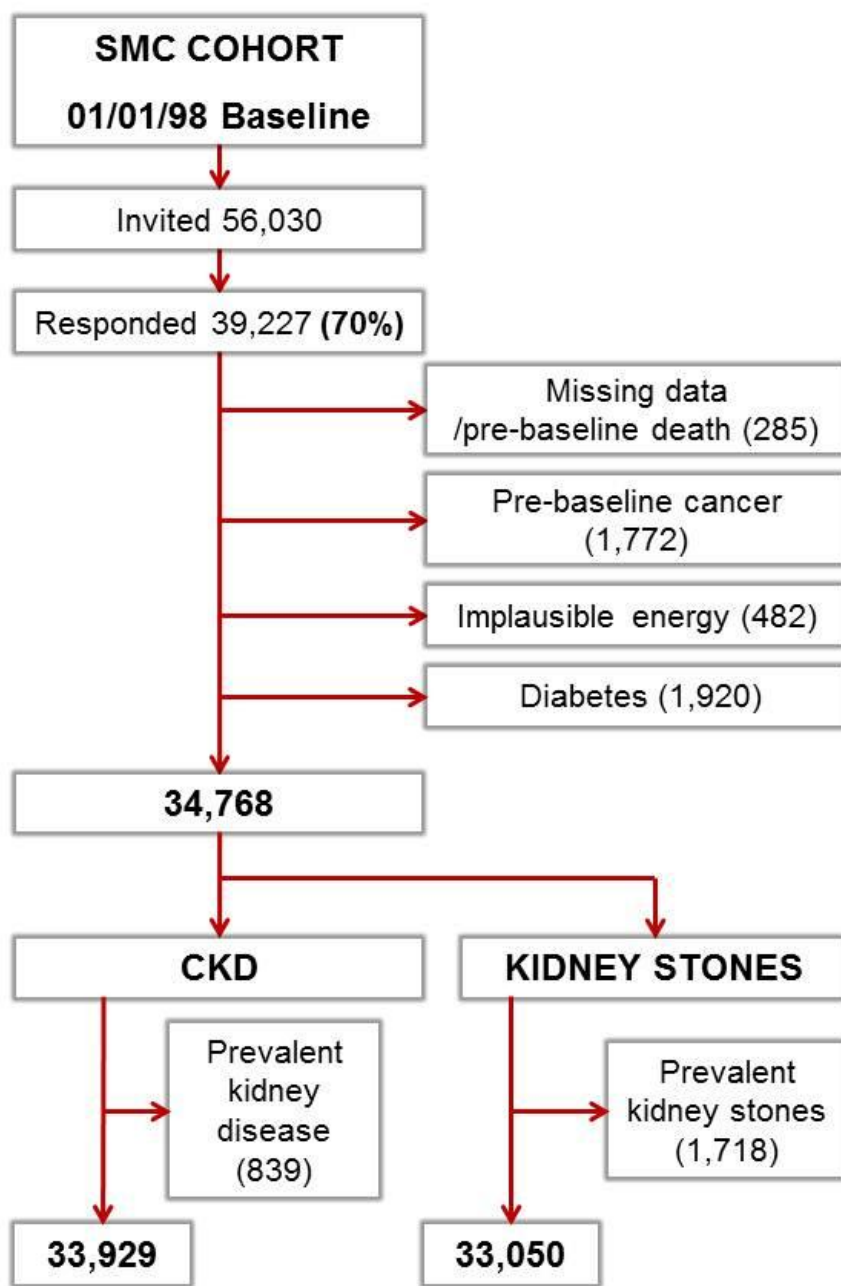 SMC COHORT
01/01/98 Baseline
Invited 56,030
Responded 39,227 (70%)
Missing data
/pre-baseline death (285)
Pre-baseline cancer
(1,772)
Implausible energy (482)
Diabetes (1,920)
34,768
CKD
KIDNEY STONES
Prevalent
kidney
disease
(839)
Prevalent
kidney stones
(1,718)
33,929
33,050